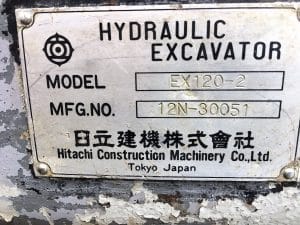 HYDRAULIC
EXCAVATOR
MODEL EX120-2
MFG.NO. 12N-30051
日立建機株式會社
Hitachi Construction Machinery Co.,Ltd.
Tokyo Japan